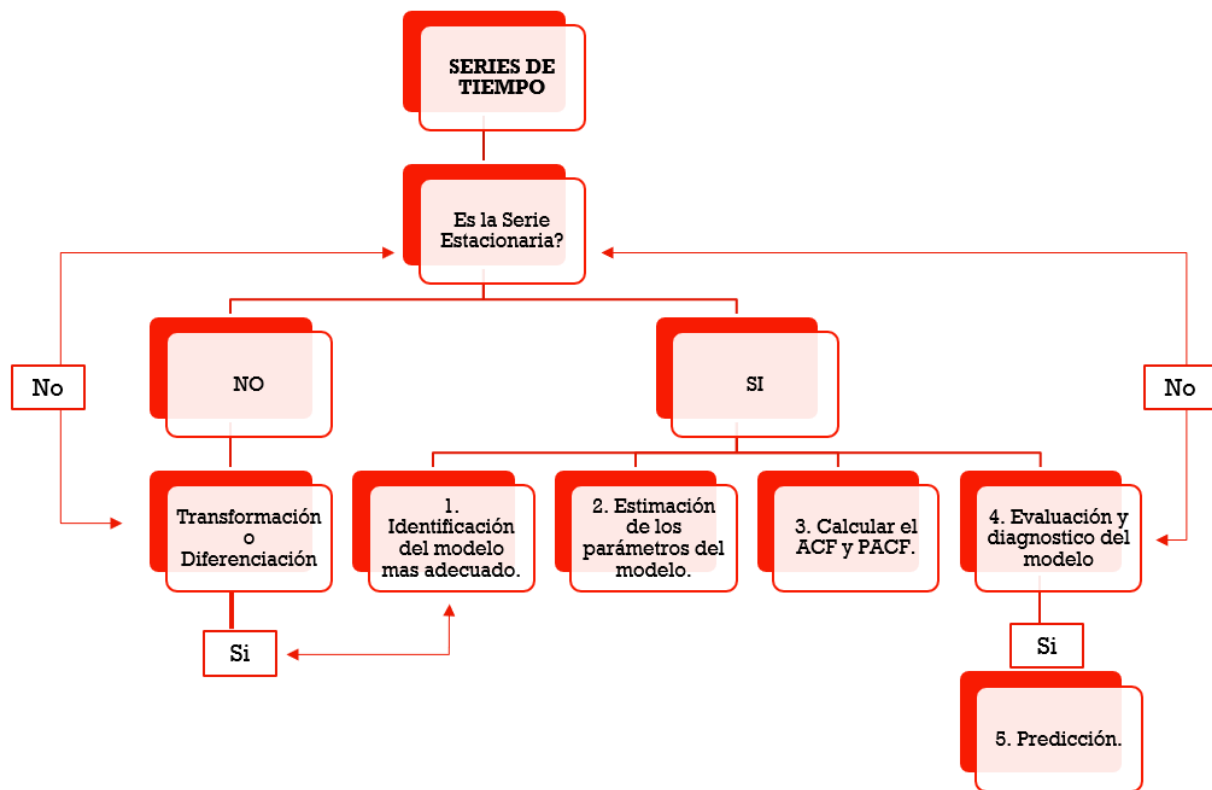 SERIES DE
TIEMPO
Es la Serie
Estacionaria?
NO
SI
No
No
Transformación
o
Diferenciación
1.
Identificación
del modelo
mas adecuado.
2. Estimación
de los
parámetros del
modelo.
3. Calcular el
ACF y PACF.
4. Evaluación y
diagnostico del
modelo
Si
Si
5. Predicción.